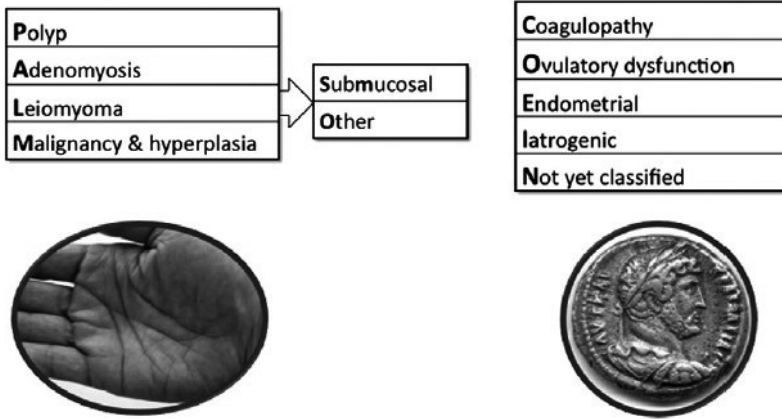 Polyp
Adenomyosis
Leiomyoma
Malignancy & hyperplasia
Submucosal
Other
Coagulopathy
Ovulatory dysfunction
Endometrial
Iatrogenic
Not yet classified